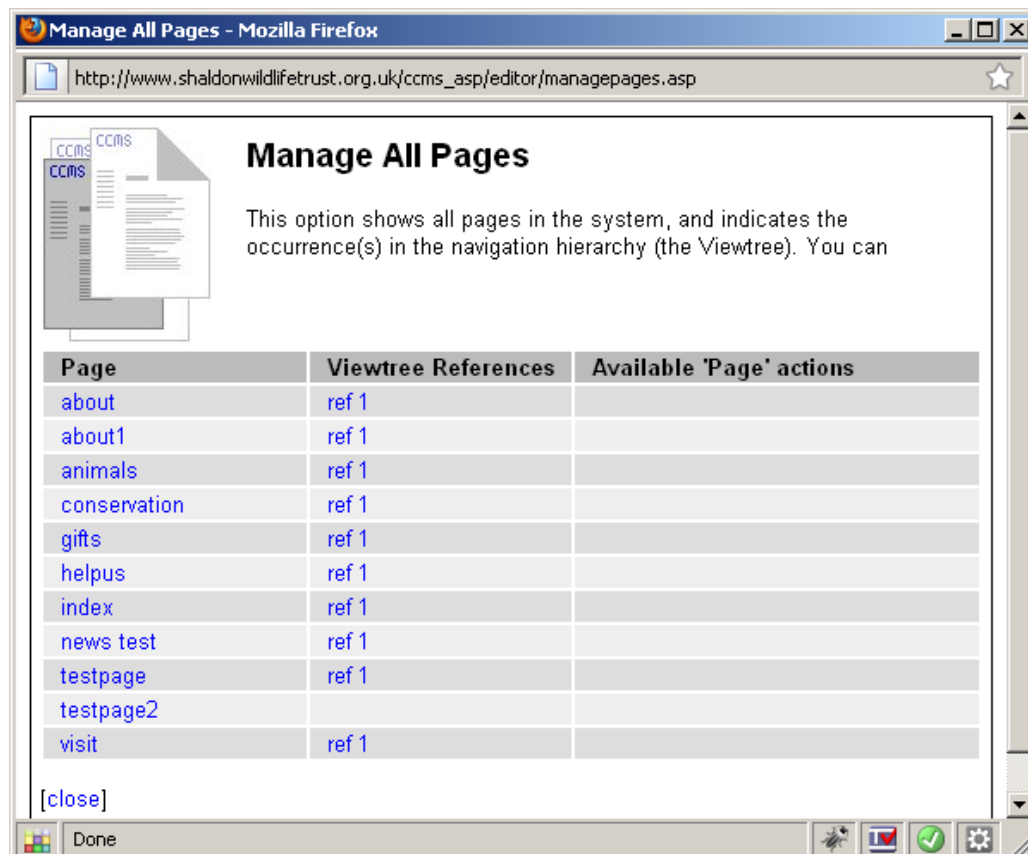 Manage All Pages - Mozilla Firefox
http://www.shaldonwildlifetrust.org.uk/ccms_asp/editor/managepages.asp
ccms
ccms
ccms
Manage All Pages
This option shows all pages in the system, and indicates the
occurrence(s) in the navigation hierarchy (the Viewtree). You can
Page Viewtree References Available 'Page' actions
about ref 1
about1 ref 1
animals ref 1
conservation ref 1
gifts ref 1
helpus ref 1
index ref 1
news test ref 1
testpage ref 1
testpage2
visit ref 1
[close]
Done